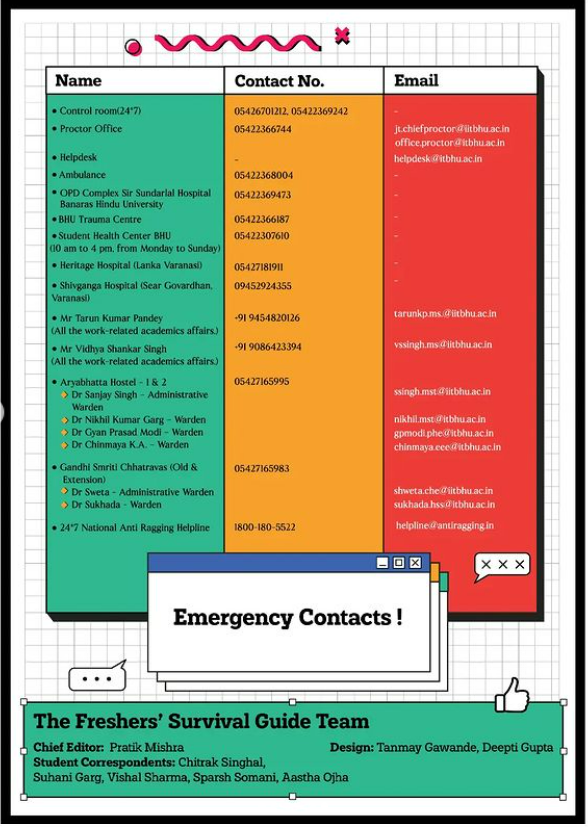 Name Contact No. Email
• Control room(24*7) 05426701212, 05422369242 -
• Proctor Office 05422366744 jt.chiefproctor@iitbhu.ac.in
office.proctor@itbhu.ac.in
• Helpdesk - helpdesk@itbhu.ac.in
• Ambulance 05422368004 -
• OPD Complex Sir Sundarlal Hospital 05422369473 -
Banaras Hindu University
• BHU Trauma Centre 05422366187 -
• Student Health Center BHU 05422307610 -
(10 am to 4 pm, from Monday to Sunday)
• Heritage Hospital (Lanka Varanasi) 05427181911 -
• Shivganga Hospital (Sear Govardhan, 09452924355 -
Varanasi)
• Mr Tarun Kumar Pandey +91 9454820126 tarunkp.ms.@iitbhu.ac.in
(All the work-related academics affairs.)
• Mr Vidhya Shankar Singh +91 9086423394 vssingh.ms@iitbhu.ac.in
(All the work-related academics affairs.)
• Aryabhatta Hostel - 1 & 2 05427165995
Dr Sanjay Singh - Administrative ssingh.mst@iitbhu.ac.in
Warden
Dr Nikhil Kumar Garg - Warden nikhil.mst@itbhu.ac.in
Dr Gyan Prasad Modi - Warden gpmodi.phe@itbhu.ac.in
Dr Chinmaya K.A. - Warden chinmaya.eee@itbhu.ac.in
• Gandhi Smriti Chhatravas (Old & 05427165983
Extension)
Dr Sweta - Administrative Warden shweta.che@iitbhu.ac.in
Dr Sukhada - Warden sukhada.hss@itbhu.ac.in
• 24*7 National Anti Ragging Helpline 1800-180-5522 helpline@antiragging.in
Emergency Contacts !
The Freshers' Survival Guide Team
Chief Editor: Pratik Mishra Design: Tanmay Gawande, Deepti Gupta
Student Correspondents: Chitrak Singhal,
Suhani Garg, Vishal Sharma, Sparsh Somani, Aastha Ojha